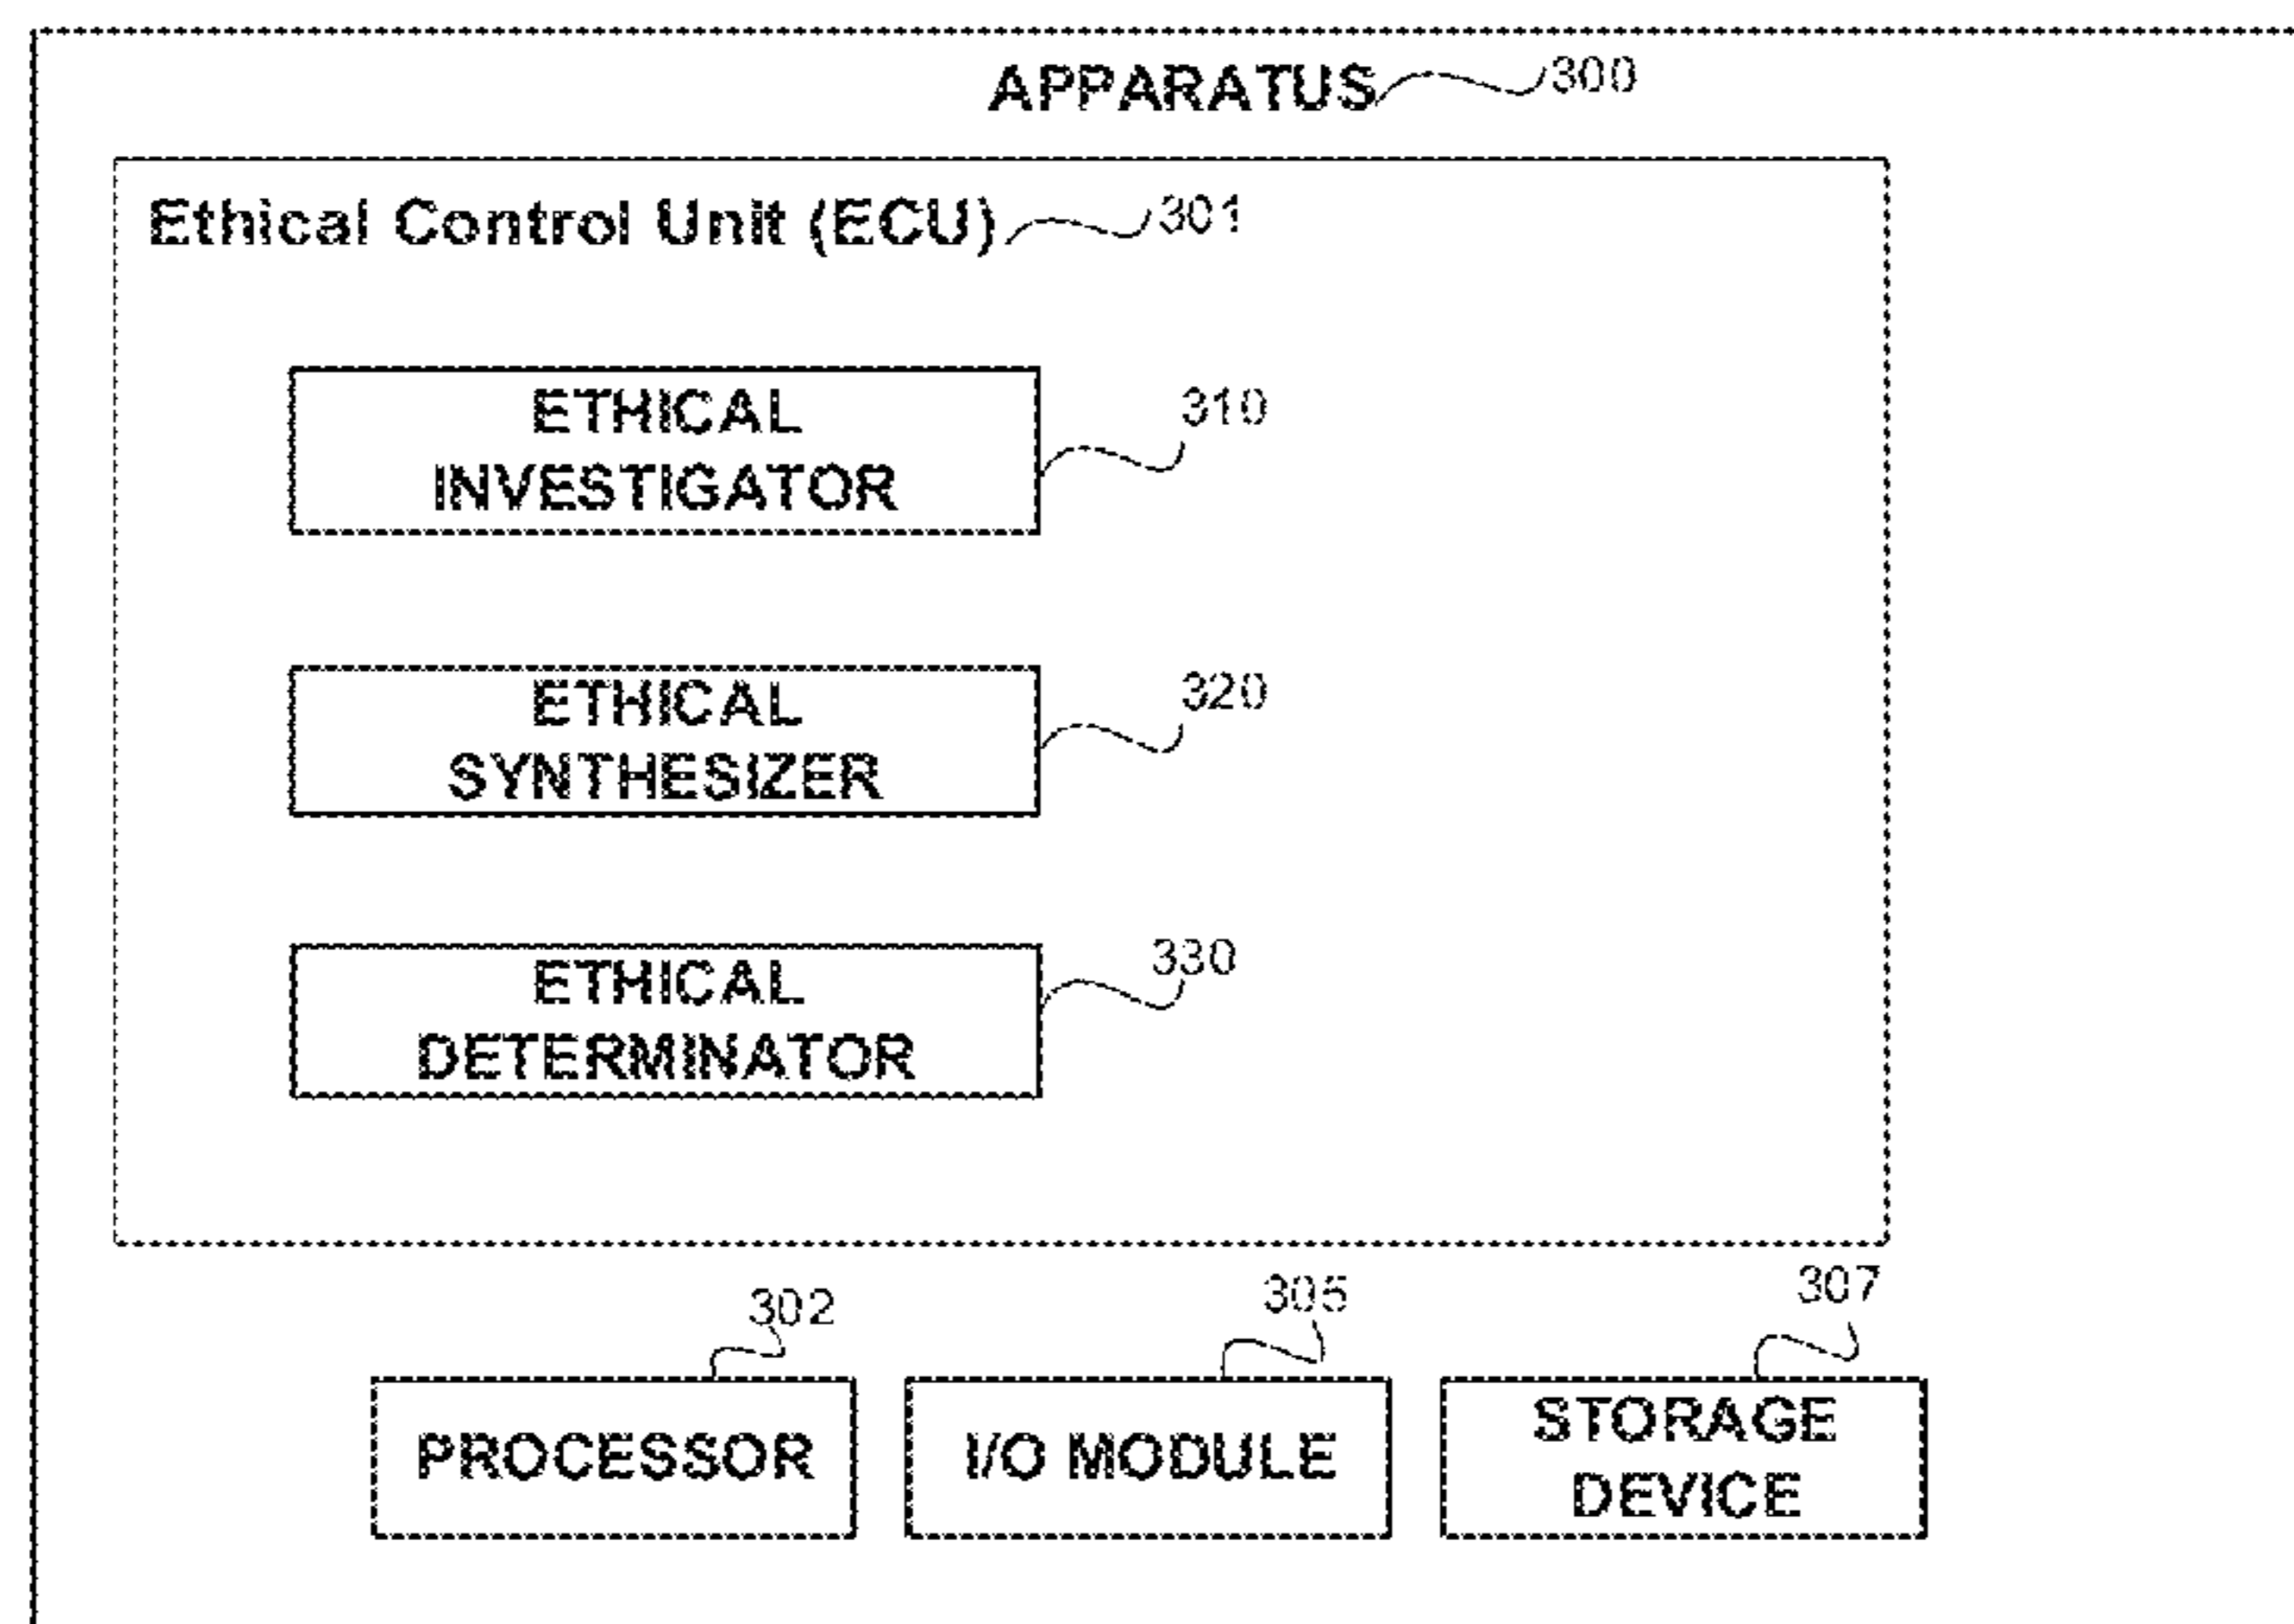 APPARATUS 300
Ethical Control Unit (ECU) 301
ETHICAL
INVESTIGATOR
310
ETHICAL
SYNTHESIZER
320
ETHICAL
DETERMINATOR
330
302
305
307
PROCESSOR
I/O MODULE
STORAGE
DEVICE